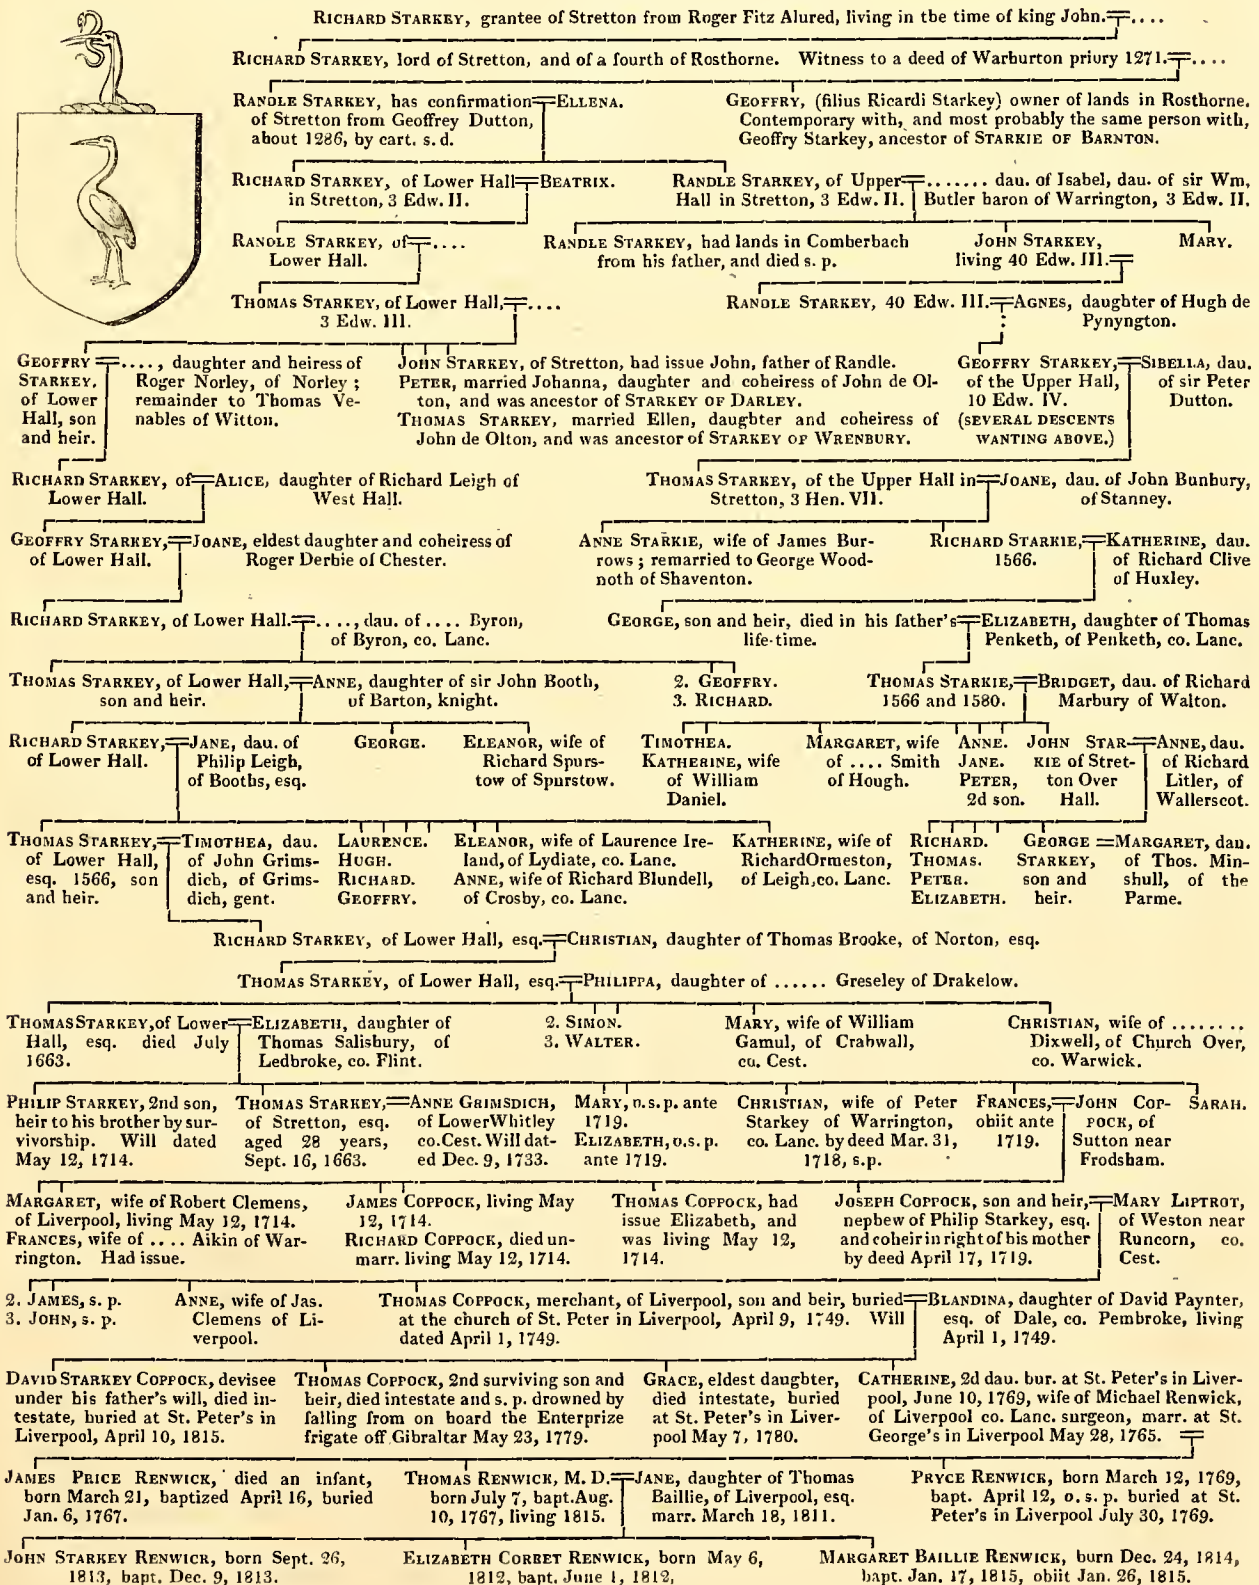 RICHARD STARKEY, grantee of Stretton from Roger Fitz Alured, living in the time of king John.=....
RICHARD STARKEY, lord of Stretton, and of a fourth of Rosthorne. Witness to a deed of Warburton priory 1271.=....
RANDLE STARKEY, has confirmation=ELLENA.
of Stretton from Geoffrey Dutton,
about 1286, by cart. s. d.
GEOFFRY, (filius Ricardi Starkey) owner of lands in Rosthorne.
Contemporary with, and most probably the same person with,
Geoffry Starkey, ancestor of STARKIE OF BARNTON.
RICHARD STARKEY, of Lower Hall=BEATRIX.
in Stretton, 3 Edw. II.
RANDLE STARKEY, of Upper=....... dau. of Isabel, dau. of sir Wm,
Hall in Stretton, 3 Edw. II. Butler baron of Warrington, 3 Edw. II.
RANDLE STARKEY, of=....
Lower Hall.
RANDLE STARKEY, had lands in Comberbach
from his father, and died s. p.
JOHN STARKEY,
living 40 Edw. III.=
MARY.
THOMAS STARKEY, of Lower Hall,=....
3 Edw. III.
RANDLE STARKEY, 40 Edw. III.=AGNES, daughter of Hugh de
Pynyngton.
GEOFFRY=...., daughter and heiress of
STARKEY, Roger Norley, of Norley;
of Lower remainder to Thomas Ve-
Hall, son nables of Witton.
and heir.
JOHN STARKEY, of Stretton, had issue John, father of Randle.
PETER, married Johanna, daughter and coheiress of John de Ol-
ton, and was ancestor of STARKEY OF DARLEY.
THOMAS STARKEY, married Ellen, daughter and coheiress of
John de Olton, and was ancestor of STARKEY OF WRENBURY.
GEOFFRY STARKEY,=SIBELLA, dau.
of the Upper Hall, of sir Peter
10 Edw. IV. Dutton.
(SEVERAL DESCENTS
WANTING ABOVE.)
RICHARD STARKEY, of=ALICE, daughter of Richard Leigh of
Lower Hall. West Hall.
THOMAS STARKEY, of the Upper Hall in=JOANE, dau. of John Bunbury,
Stretton, 3 Hen. VII. of Stanney.
GEOFFRY STARKEY,=JOANE, eldest daughter and coheiress of
of Lower Hall. Roger Derbie of Chester.
ANNE STARKIE, wife of James Bur-
rows; remarried to George Wood-
noth of Shaventon.
RICHARD STARKIE,=KATHERINE, dau.
1566. of Richard Clive
of Huxley.
RICHARD STARKEY, of Lower Hall.=...., dau. of .... Byron,
of Byron, co. Lanc.
GEORGE, son and heir, died in his father's=ELIZABETH, daughter of Thomas
life-time. Penketh, of Penketh, co. Lanc.
THOMAS STARKEY, of Lower Hall,=ANNE, daughter of sir John Booth,
son and heir. of Barton, knight.
2. GEOFFRY.
3. RICHARD.
THOMAS STARKIE,=BRIDGET, dau. of Richard
1566 and 1580. Marbury of Walton.
RICHARD STARKEY,=JANE, dau. of
of Lower Hall. Philip Leigh,
of Booths, esq.
GEORGE.
ELEANOR, wife of
Richard Spurs-
tow of Spurstow.
TIMOTHEA.
KATHERINE, wife
of William
Daniel.
MARGARET, wife
of .... Smith
of Hough.
ANNE.
JANE.
PETER,
2d son.
JOHN STAR-=ANNE, dau.
KIE of Stret- of Richard
ton Over Litler, of
Hall. Wallerscot.
THOMAS STARKEY,=TIMOTHEA, dau.
of Lower Hall, of John Grims-
esq. 1566, son dich, of Grims-
and heir. dich, gent.
LAURENCE.
HUGH.
RICHARD.
GEOFFRY.
ELEANOR, wife of Laurence Ire-
land, of Lydiate, co. Lanc.
ANNE, wife of Richard Blundell,
of Crosby, co. Lanc.
KATHERINE, wife of
Richard Ormeston,
of Leigh, co. Lanc.
RICHARD.
THOMAS.
PETER.
ELIZABETH.
GEORGE=MARGARET, dau.
STARKEY, of Thos. Min-
son and shull, of the
heir. Parme.
RICHARD STARKEY, of Lower Hall, esq.=CHRISTIAN, daughter of Thomas Brooke, of Norton, esq.
THOMAS STARKEY, of Lower Hall, esq.=PHILIPPA, daughter of ...... Greseley of Drakelow.
THOMAS STARKEY, of Lower=ELIZABETH, daughter of
Hall, esq. died July Thomas Salisbury, of
1663. Ledbroke, co. Flint.
2. SIMON.
3. WALTER.
MARY, wife of William
Gamul, of Crabwall,
co. Cest.
CHRISTIAN, wife of ........
Dixwell, of Church Over,
co. Warwick.
PHILIP STARKEY, 2nd son,
heir to his brother by sur-
vivorship. Will dated
May 12, 1714.
THOMAS STARKEY,=ANNE GRIMSDICH,
of Stretton, esq. of Lower Whitley
aged 28 years, co. Cest. Will dat-
Sept. 16, 1663. ed Dec. 9, 1733.
MARY, o.s.p. ante
1719.
ELIZABETH, o.s.p.
ante 1719.
CHRISTIAN, wife of Peter
Starkey of Warrington,
co. Lanc. by deed Mar. 31,
1718, s.p.
FRANCES,=JOHN COP-
obiit ante POCK, of
1719. Sutton near
Frodsham.
SARAH.
MARGARET, wife of Robert Clemens,
of Liverpool, living May 12, 1714.
FRANCES, wife of .... Aikin of War-
rington. Had issue.
JAMES COPPOCK, living May
12, 1714.
RICHARD COPPOCK, died un-
marr. living May 12, 1714.
THOMAS COPPOCK, had
issue Elizabeth, and
was living May 12,
1714.
JOSEPH COPPOCK, son and heir,=MARY LIPTROT,
nephew of Philip Starkey, esq. of Weston near
and coheir in right of his mother Runcorn, co.
by deed April 17, 1719. Cest.
2. JAMES, s. p.
3. JOHN, s. p.
ANNE, wife of Jas.
Clemens of Li-
verpool.
THOMAS COPPOCK, merchant, of Liverpool, son and heir, buried=BLANDINA, daughter of David Paynter,
at the church of St. Peter in Liverpool, April 9, 1749. Will esq. of Dale, co. Pembroke, living
dated April 1, 1749. April 1, 1749.
DAVID STARKEY COPPOCK, devisee
under his father's will, died in-
testate, buried at St. Peter's in
Liverpool, April 10, 1815.
THOMAS COPPOCK, 2nd surviving son and
heir, died intestate and s. p. drowned by
falling from on board the Enterprize
frigate off Gibraltar May 23, 1779.
GRACE, eldest daughter,
died intestate, buried
at St. Peter's in Liver-
pool May 7, 1780.
CATHERINE, 2d dau. bur. at St. Peter's in Liver-
pool, June 10, 1769, wife of Michael Renwick,
of Liverpool co. Lanc. surgeon, marr. at St.
George's in Liverpool May 28, 1765. =
JAMES PRICE RENWICK, died an infant,
born March 21, baptized April 16, buried
Jan. 6, 1767.
THOMAS RENWICK, M. D.=JANE, daughter of Thomas
born July 7, bapt. Aug. Baillie, of Liverpool, esq.
10, 1767, living 1815. marr. March 18, 1811.
PRYCE RENWICK, born March 12, 1769,
bapt. April 12, o. s. p. buried at St.
Peter's in Liverpool July 30, 1769.
JOHN STARKEY RENWICK, born Sept. 26,
1813, bapt. Dec. 9, 1813.
ELIZABETH CORBET RENWICK, born May 6,
1812, bapt. June 1, 1812,
MARGARET BAILLIE RENWICK, burn Dec. 24, 1814,
bapt. Jan. 17, 1815, obiit Jan. 26, 1815.